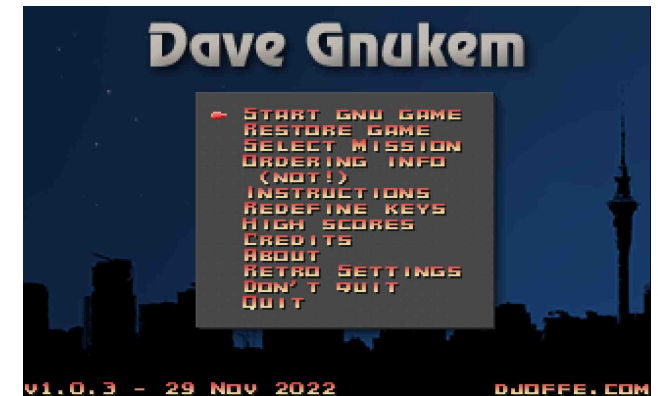 Dave Gnukem
Start gnu game
Restore game
Select Mission
Ordering info
(not!)
Instructions
Redefine keys
High scores
Credits
About
Retro Settings
Don't quit
Quit
v1.0.3 - 29 Nov 2022
djoffe.com